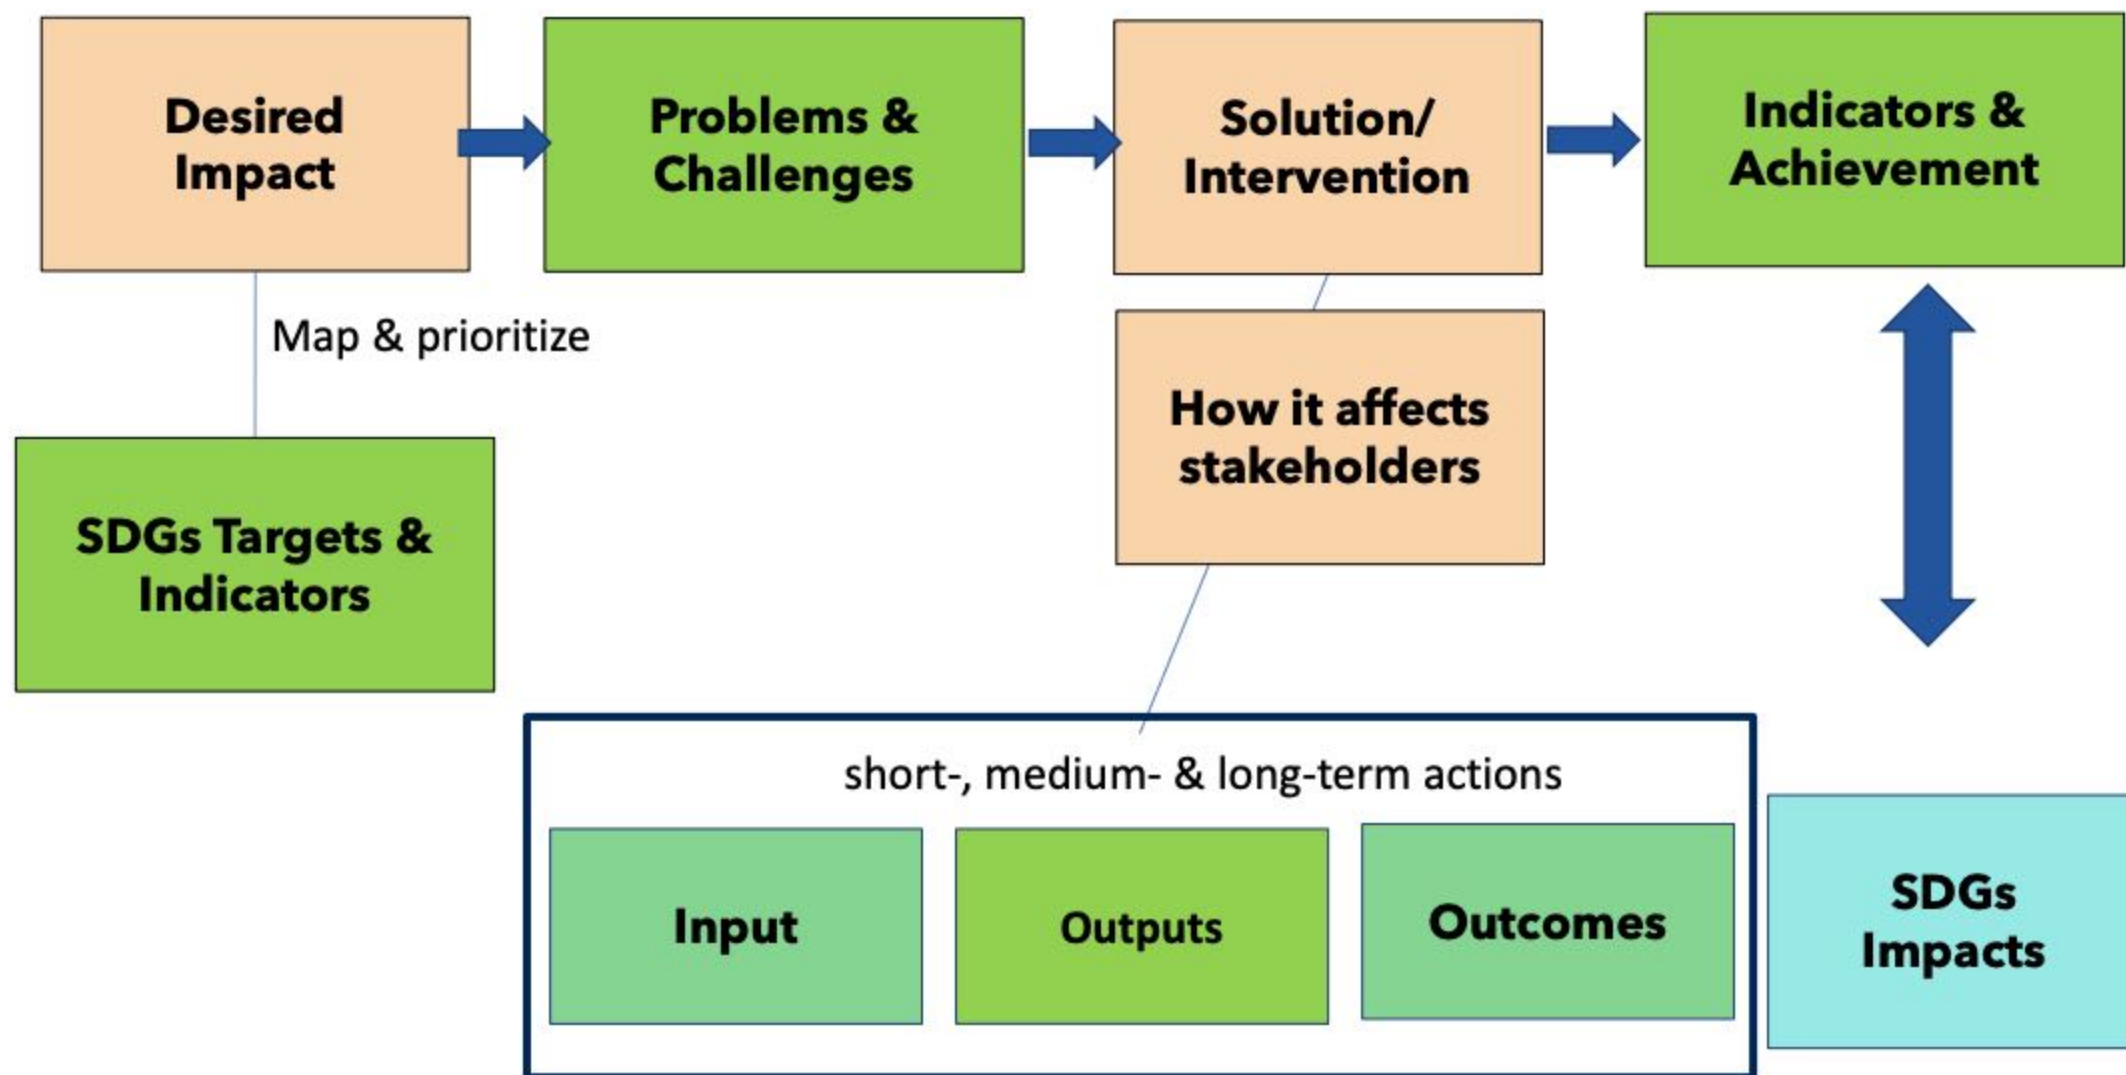 Desired
Impact
Problems &
Challenges
Solution/
Intervention
Indicators &
Achievement
Map & prioritize
How it affects
stakeholders
SDGs Targets &
Indicators
short-, medium- & long-term actions
Input
Outputs
Outcomes
SDGs
Impacts